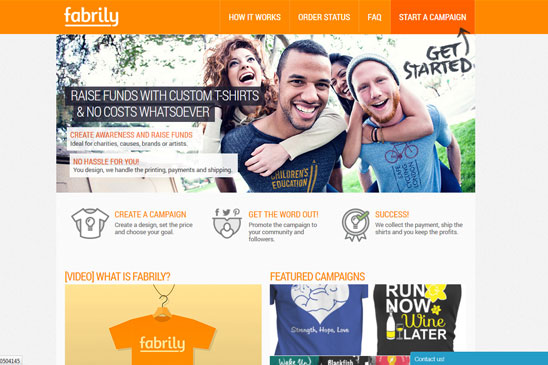 fabrily
HOW IT WORKS
ORDER STATUS
FAQ
START A CAMPAIGN
GET
STARTED
RAISE FUNDS WITH CUSTOM T-SHIRTS
& NO COSTS WHATSOEVER
CREATE AWARENESS AND RAISE FUNDS
Ideal for charities, causes, brands or artists.
NO HASSLE FOR YOU!
You design, we handle the printing, payments and shipping.
CHILDREN'S
EDUCATION
CREATE A CAMPAIGN
Create a design, set the price
and choose your goal.
GET THE WORD OUT!
Promote the campaign to
your community and
followers.
SUCCESS!
We collect the payment, ship the
shirts and you keep the profits.
[VIDEO] WHAT IS FABRILY?
FEATURED CAMPAIGNS
fabrily
Strength, Hope, Love
RUN
NOW
Wine
LATER
Wake Up
Blackfish
Contact us!
0504145